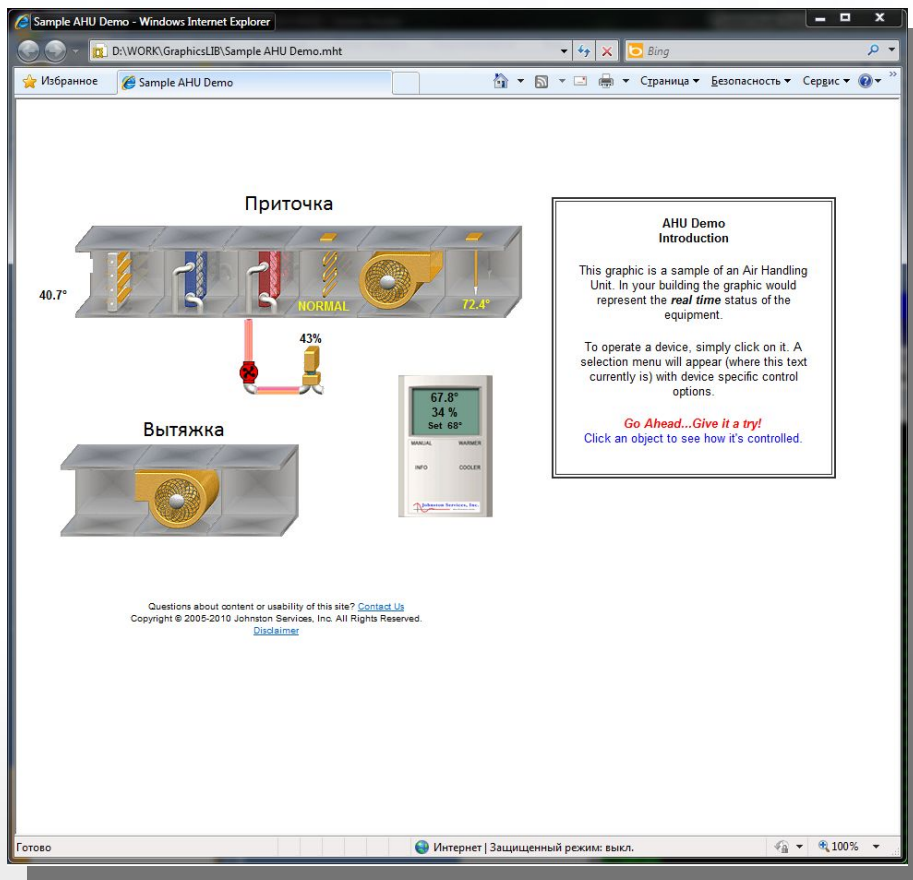 Sample AHU Demo - Windows Internet Explorer
D:\WORK\GraphicsLIB\Sample AHU Demo.mht
Bing
Избранное
Sample AHU Demo
Страница
Безопасность
Сервис
Приточка
40.7°
NORMAL
72.4°
43%
67.8°
34 %
Set 68°
MANUAL WARMER
INFO COOLER
Johnston Services, Inc.
Вытяжка
AHU Demo
Introduction
This graphic is a sample of an Air Handling
Unit. In your building the graphic would
represent the real time status of the
equipment.
To operate a device, simply click on it. A
selection menu will appear (where this text
currently is) with device specific control
options.
Go Ahead...Give it a try!
Click an object to see how it's controlled.
Questions about content or usability of this site? Contact Us
Copyright © 2005-2010 Johnston Services, Inc. All Rights Reserved.
Disclaimer
Готово
Интернет | Защищенный режим: выкл.
100%